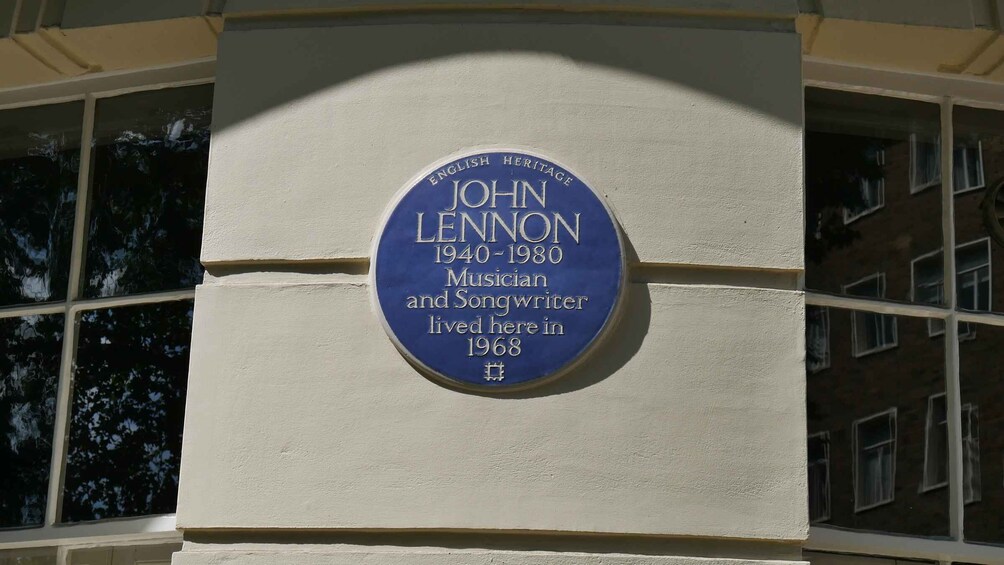 ENGLISH HERITAGE
JOHN
LENNON
1940-1980
Musician
and Songwriter
lived here in
1968